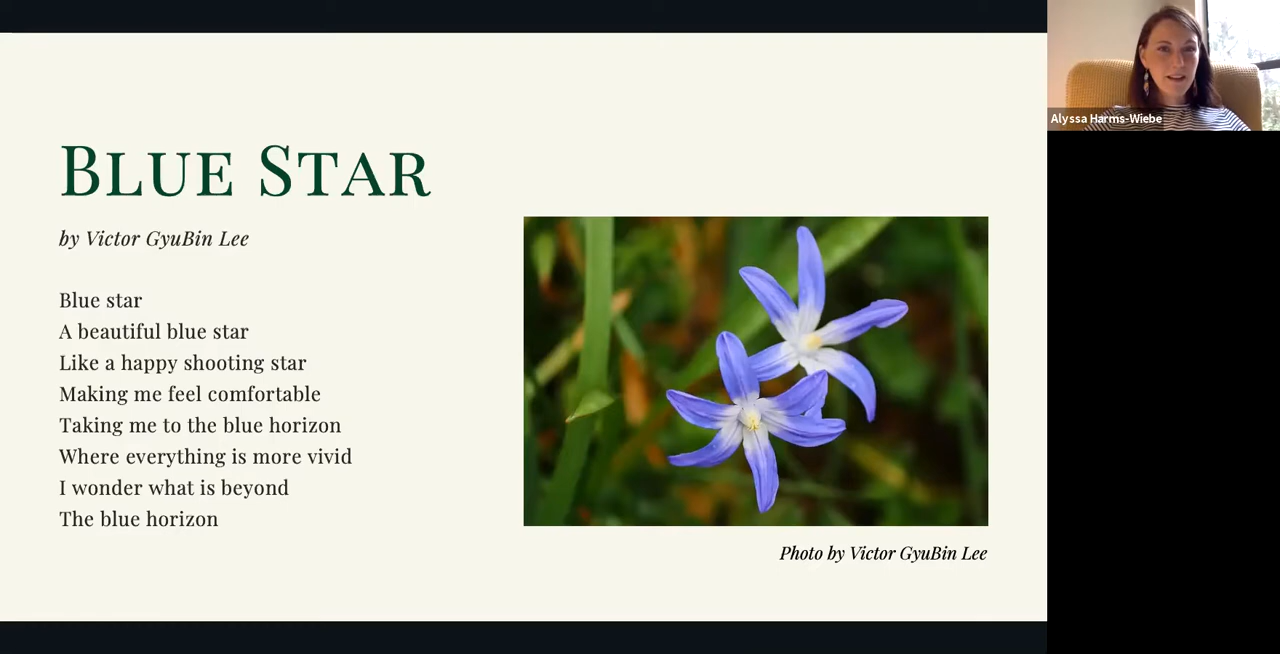 BLUE STAR
by Victor GyuBin Lee
Blue star
A beautiful blue star
Like a happy shooting star
Making me feel comfortable
Taking me to the blue horizon
Where everything is more vivid
I wonder what is beyond
The blue horizon
Photo by Victor GyuBin Lee
Alyssa Harms-Wiebe